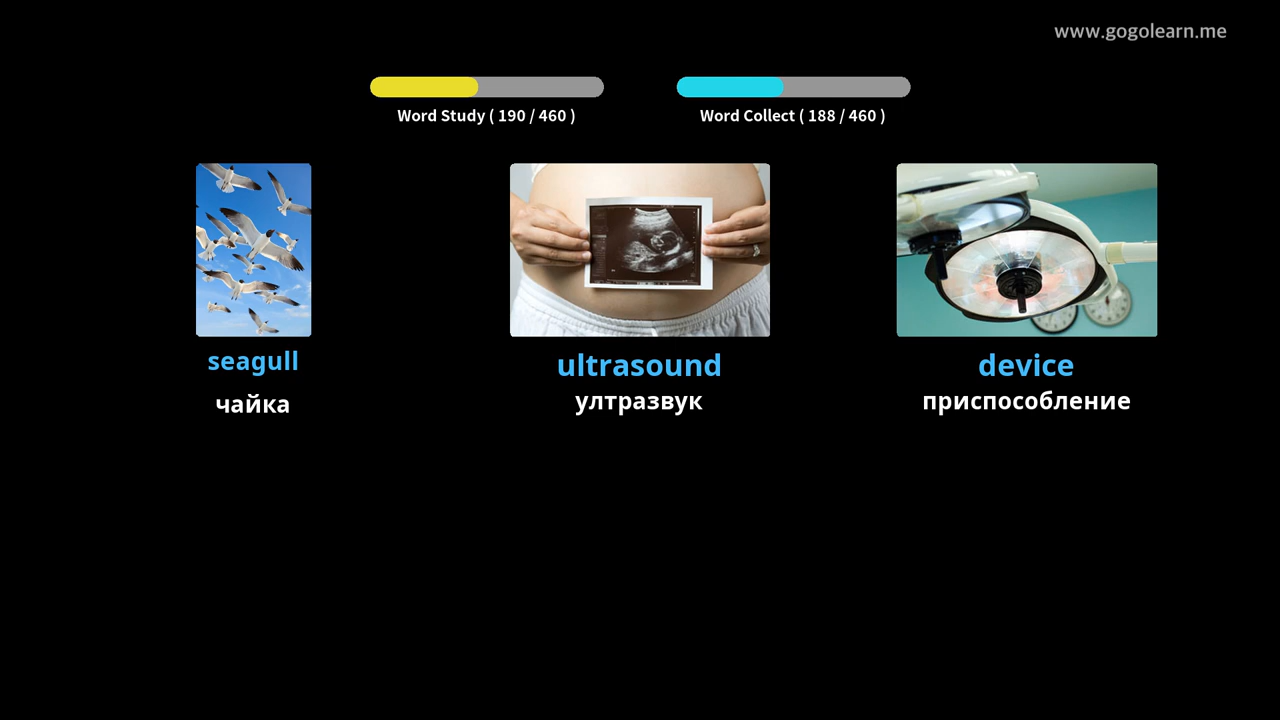 www.gogolearn.me
Word Study ( 190 / 460 )
Word Collect ( 188 / 460 )
seagull
чайка
ultrasound
ултразвук
device
приспособление